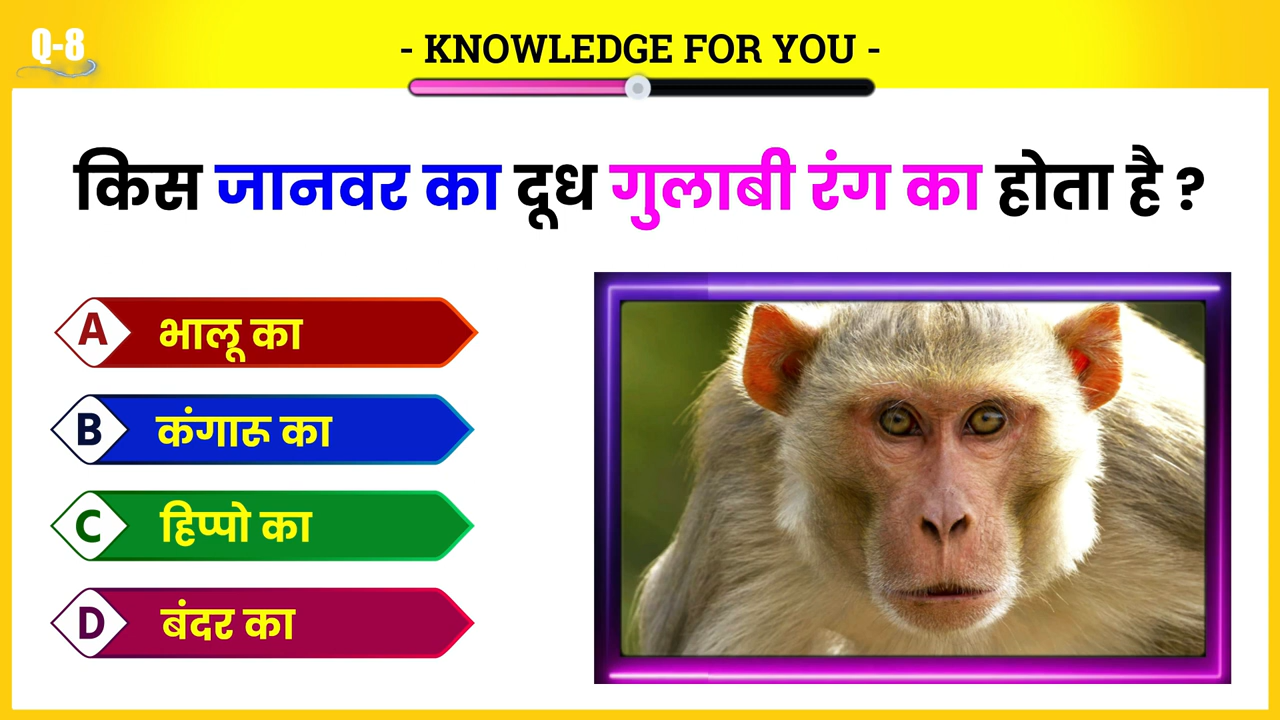 Q-8
- KNOWLEDGE FOR YOU -
किस जानवर का दूध गुलाबी रंग का होता है ?
A भालू का
B कंगारू का
C हिप्पो का
D बंदर का